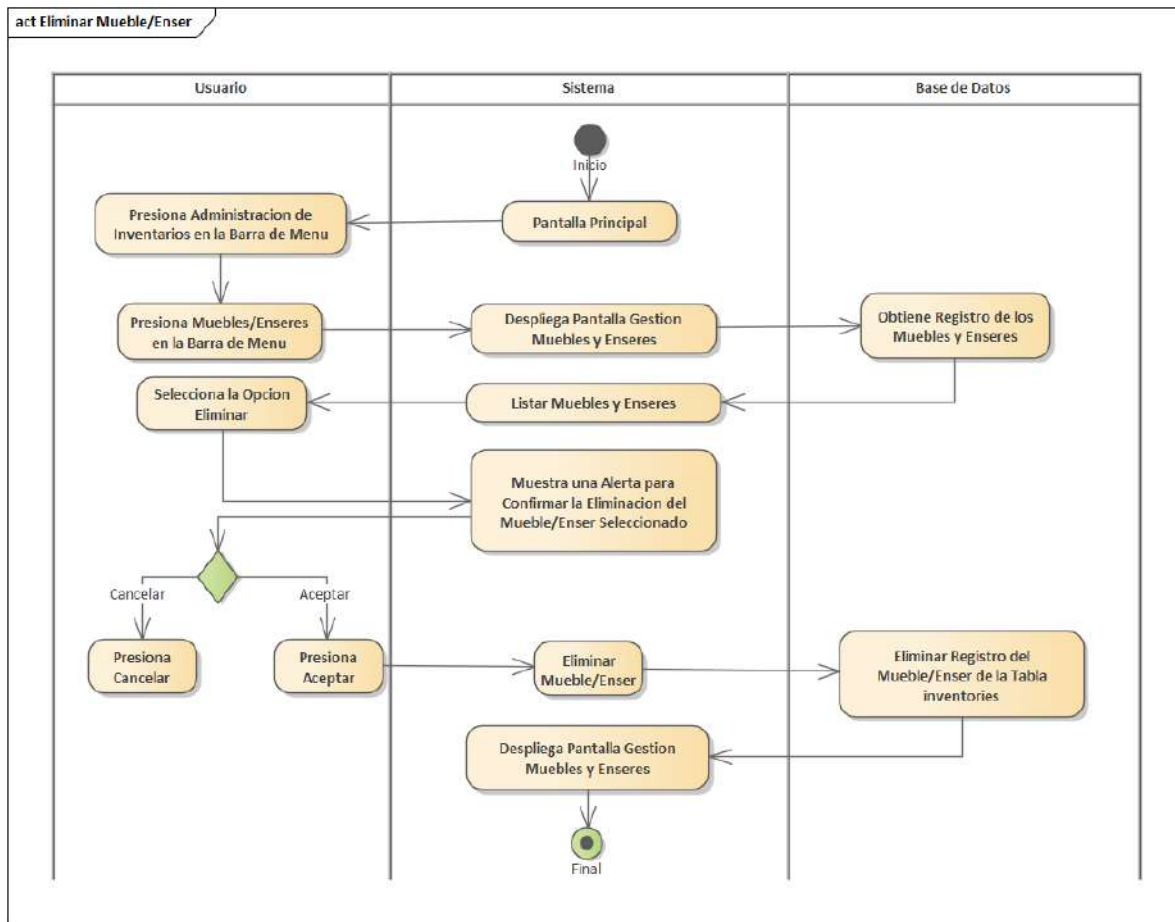 act Eliminar Mueble/Enser
Usuario
Sistema
Base de Datos
Inicio
Presiona Administracion de
Inventarios en la Barra de Menu
Pantalla Principal
Presiona Muebles/Enseres
en la Barra de Menu
Despliega Pantalla Gestion
Muebles y Enseres
Obtiene Registro de los
Muebles y Enseres
Selecciona la Opcion
Eliminar
Listar Muebles y Enseres
Muestra una Alerta para
Confirmar la Eliminacion del
Mueble/Enser Seleccionado
Cancelar
Aceptar
Presiona
Cancelar
Presiona
Aceptar
Eliminar
Mueble/Enser
Eliminar Registro del
Mueble/Enser de la Tabla
inventories
Despliega Pantalla Gestion
Muebles y Enseres
Final